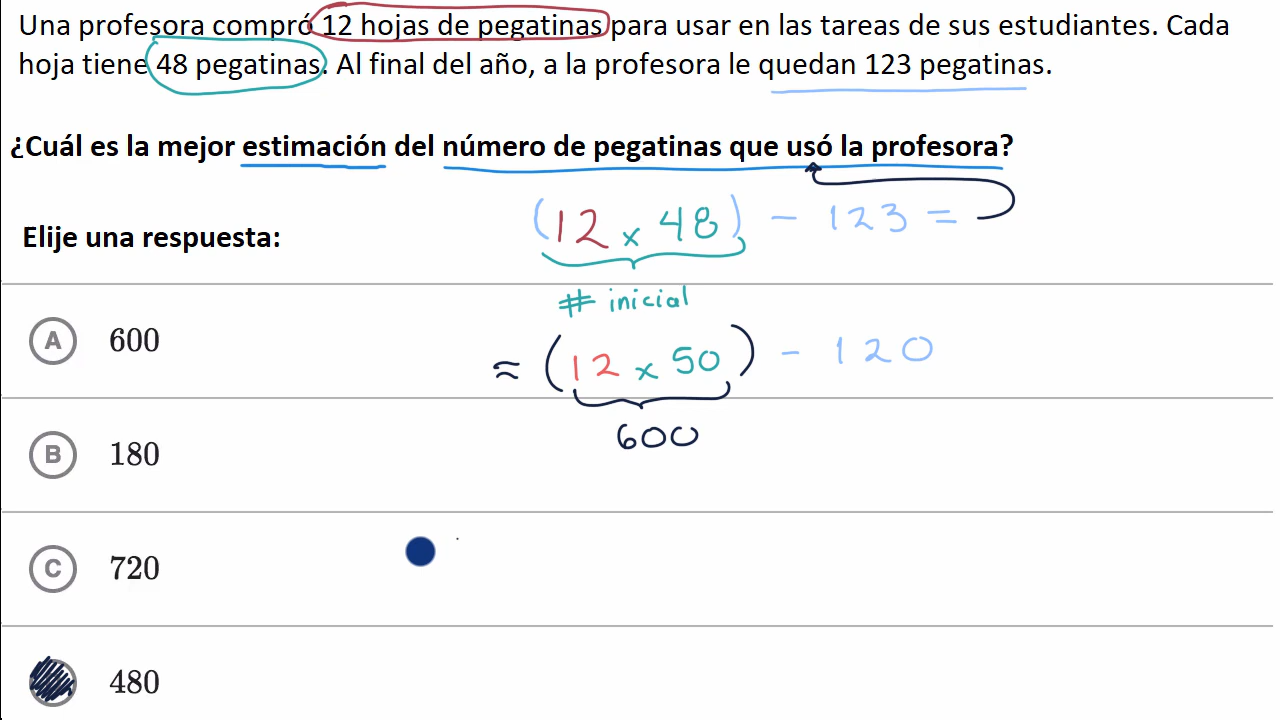 Una profesora compró 12 hojas de pegatinas para usar en las tareas de sus estudiantes. Cada
hoja tiene 48 pegatinas. Al final del año, a la profesora le quedan 123 pegatinas.
¿Cuál es la mejor estimación del número de pegatinas que usó la profesora?
(12 x 48) - 123 =
Elije una respuesta:
# inicial
A 600
≈ (12 x 50) - 120
600
B 180
C 720
480